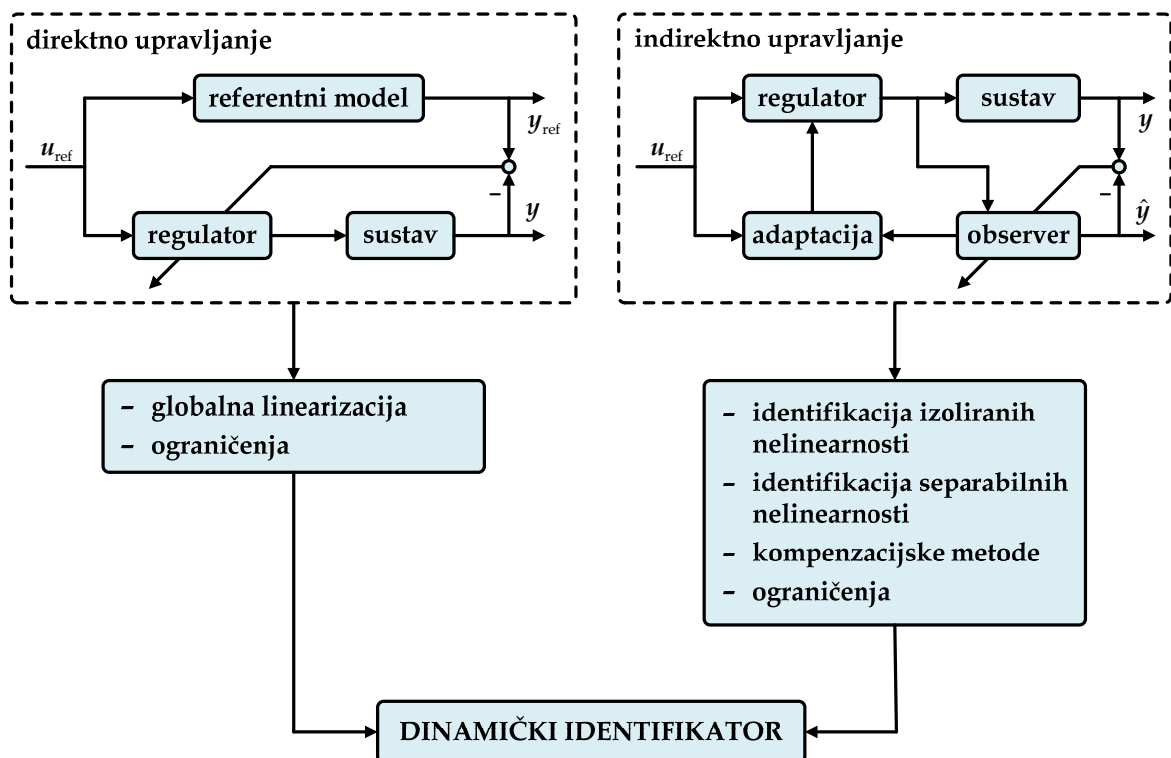 direktno upravljanje
referentni model
y_ref
u_ref
–
y
regulator
sustav
indirektno upravljanje
regulator
sustav
y
u_ref
–
ŷ
adaptacija
observer
– globalna linearizacija
– ograničenja
– identifikacija izoliranih
nelinearnosti
– identifikacija separabilnih
nelinearnosti
– kompenzacijske metode
– ograničenja
DINAMIČKI IDENTIFIKATOR